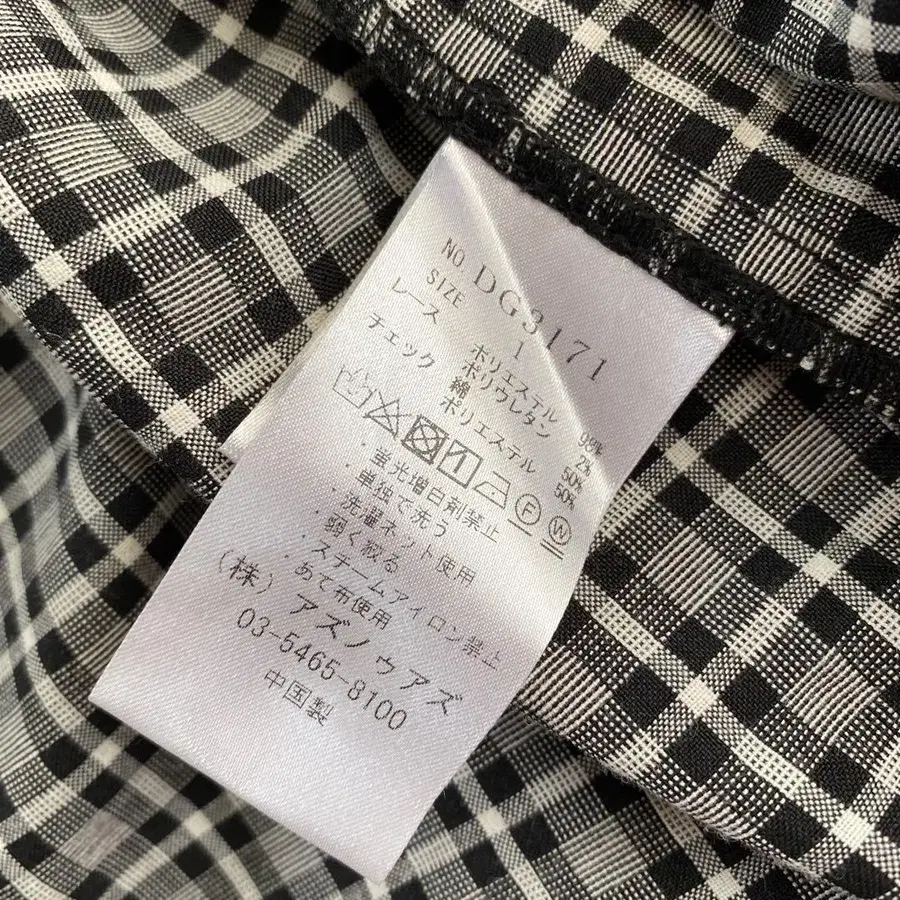 NO. DG3171
SIZE 1
レース ポリエステル 98%
ポリウレタン 2%
チェック 綿 50%
ポリエステル 50%
F W
・蛍光増白剤禁止
・単独で洗う
・洗濯ネット使用
・弱く絞る
・スチームアイロン禁止
あて布使用
(株) アズノゥアズ
03-5465-8100
中国製